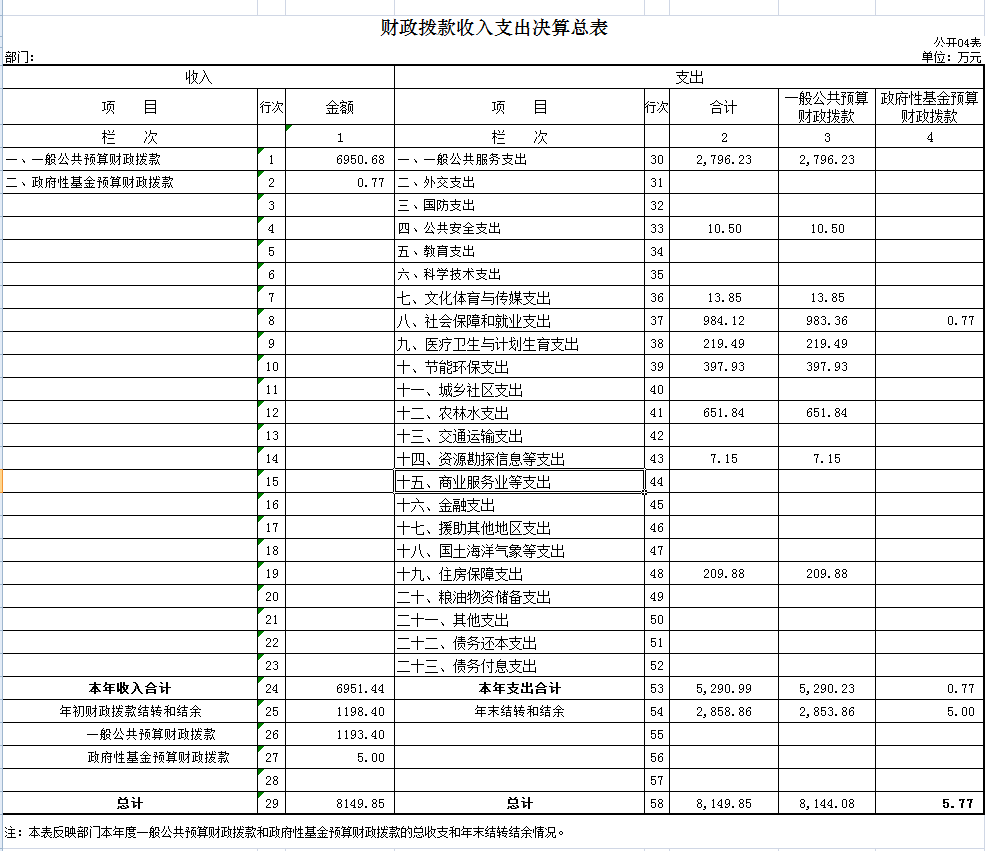 财政拨款收入支出决算总表
公开04表
部门： 单位：万元
收入 支出
项 目 行次 金额 项 目 行次 合计 一般公共预算财政拨款 政府性基金预算财政拨款
栏 次 1 栏 次 2 3 4
一、一般公共预算财政拨款 1 6950.68 一、一般公共服务支出 30 2,796.23 2,796.23
二、政府性基金预算财政拨款 2 0.77 二、外交支出 31
3 三、国防支出 32
4 四、公共安全支出 33 10.50 10.50
5 五、教育支出 34
6 六、科学技术支出 35
7 七、文化体育与传媒支出 36 13.85 13.85
8 八、社会保障和就业支出 37 984.12 983.36 0.77
9 九、医疗卫生与计划生育支出 38 219.49 219.49
10 十、节能环保支出 39 397.93 397.93
11 十一、城乡社区支出 40
12 十二、农林水支出 41 651.84 651.84
13 十三、交通运输支出 42
14 十四、资源勘探信息等支出 43 7.15 7.15
15 十五、商业服务业等支出 44
16 十六、金融支出 45
17 十七、援助其他地区支出 46
18 十八、国土海洋气象等支出 47
19 十九、住房保障支出 48 209.88 209.88
20 二十、粮油物资储备支出 49
21 二十一、其他支出 50
22 二十二、债务还本支出 51
23 二十三、债务付息支出 52
本年收入合计 24 6951.44 本年支出合计 53 5,290.99 5,290.23 0.77
年初财政拨款结转和结余 25 1198.40 年末结转和结余 54 2,858.86 2,853.86 5.00
一般公共预算财政拨款 26 1193.40 55
政府性基金预算财政拨款 27 5.00 56
28 57
总计 29 8149.85 总计 58 8,149.85 8,144.08 5.77
注：本表反映部门本年度一般公共预算财政拨款和政府性基金预算财政拨款的总收支和年末结转结余情况。